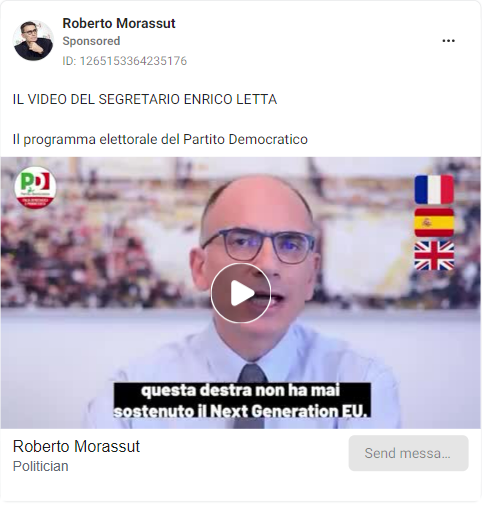 Roberto Morassut
Sponsored
ID: 1265153364235176
IL VIDEO DEL SEGRETARIO ENRICO LETTA
Il programma elettorale del Partito Democratico
PD
questa destra non ha mai
sostenuto il Next Generation EU.
Roberto Morassut
Politician
Send messa...